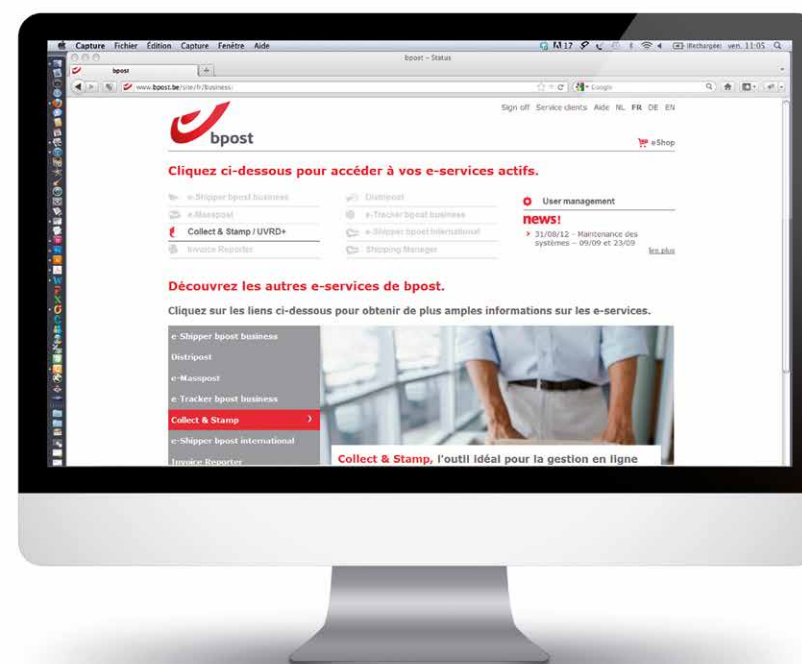 Capture Fichier Édition Capture Fenêtre Aide
17 ven. 11:05
bpost – Status
bpost
www.bpost.be/site/fr/business
Google
Sign off Service clients Aide NL FR DE EN
bpost
eShop
Cliquez ci-dessous pour accéder à vos e-services actifs.
e-Shipper bpost business
Distripost
User management
e-Masspost
e-Tracker bpost business
news!
Collect & Stamp / UVRD+
e-Shipper bpost international
31/08/12 – Maintenance des
systèmes – 09/09 et 23/09
Invoice Reporter
Shipping Manager
Découvrez les autres e-services de bpost.
Cliquez sur les liens ci-dessous pour obtenir de plus amples informations sur les e-services.
e-Shipper bpost business
Distripost
e-Masspost
e-Tracker bpost business
Collect & Stamp
e-Shipper bpost international
Invoice Reporter
Collect & Stamp, l'outil idéal pour la gestion en ligne